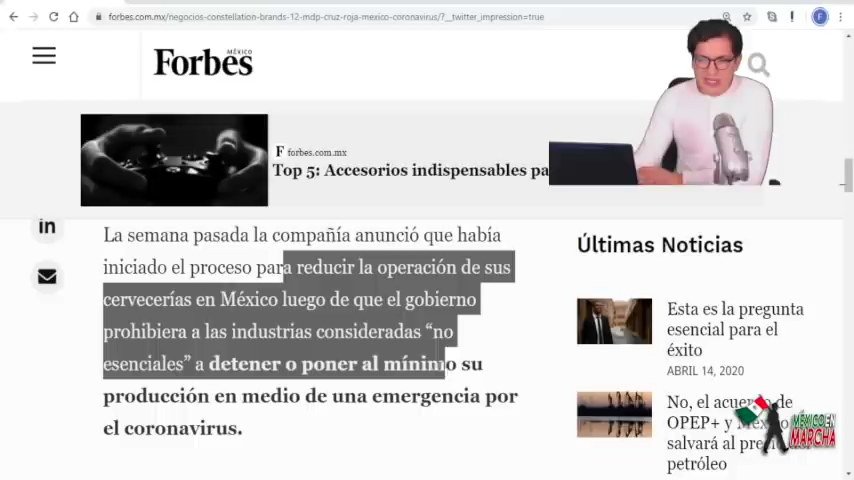 forbes.com.mx/negocios-constellation-brands-12-mdp-cruz-roja-mexico-coronavirus/?__twitter_impression=true
F
MÉXICO
Forbes
F forbes.com.mx
Top 5: Accesorios indispensables pa
in
La semana pasada la compañía anunció que había
iniciado el proceso para reducir la operación de sus
cervecerías en México luego de que el gobierno
prohibiera a las industrias consideradas “no
esenciales” a detener o poner al mínimo su
producción en medio de una emergencia por
el coronavirus.
Últimas Noticias
Esta es la pregunta
esencial para el
éxito
ABRIL 14, 2020
No, el acuerdo de
OPEP+ y México
salvará al
petróleo
MÉXICO EN
MARCHA